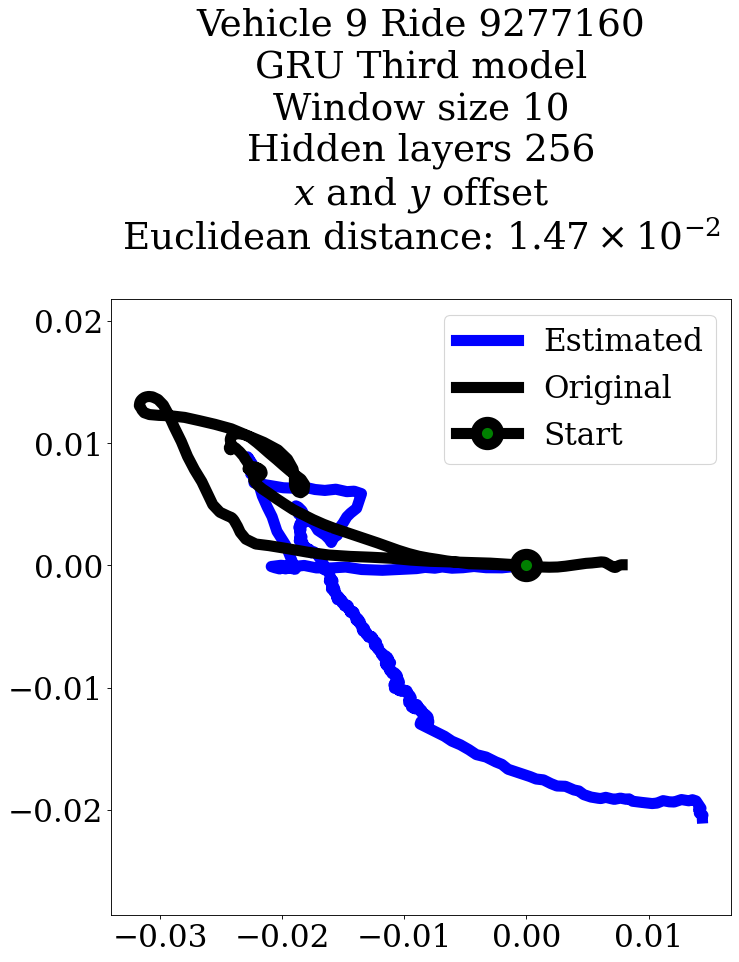 Vehicle 9 Ride 9277160
GRU Third model
Window size 10
Hidden layers 256
x and y offset
Euclidean distance: 1.47 × 10⁻²
Estimated
Original
Start
0.02
0.01
0.00
−0.01
−0.02
−0.03 −0.02 −0.01 0.00 0.01